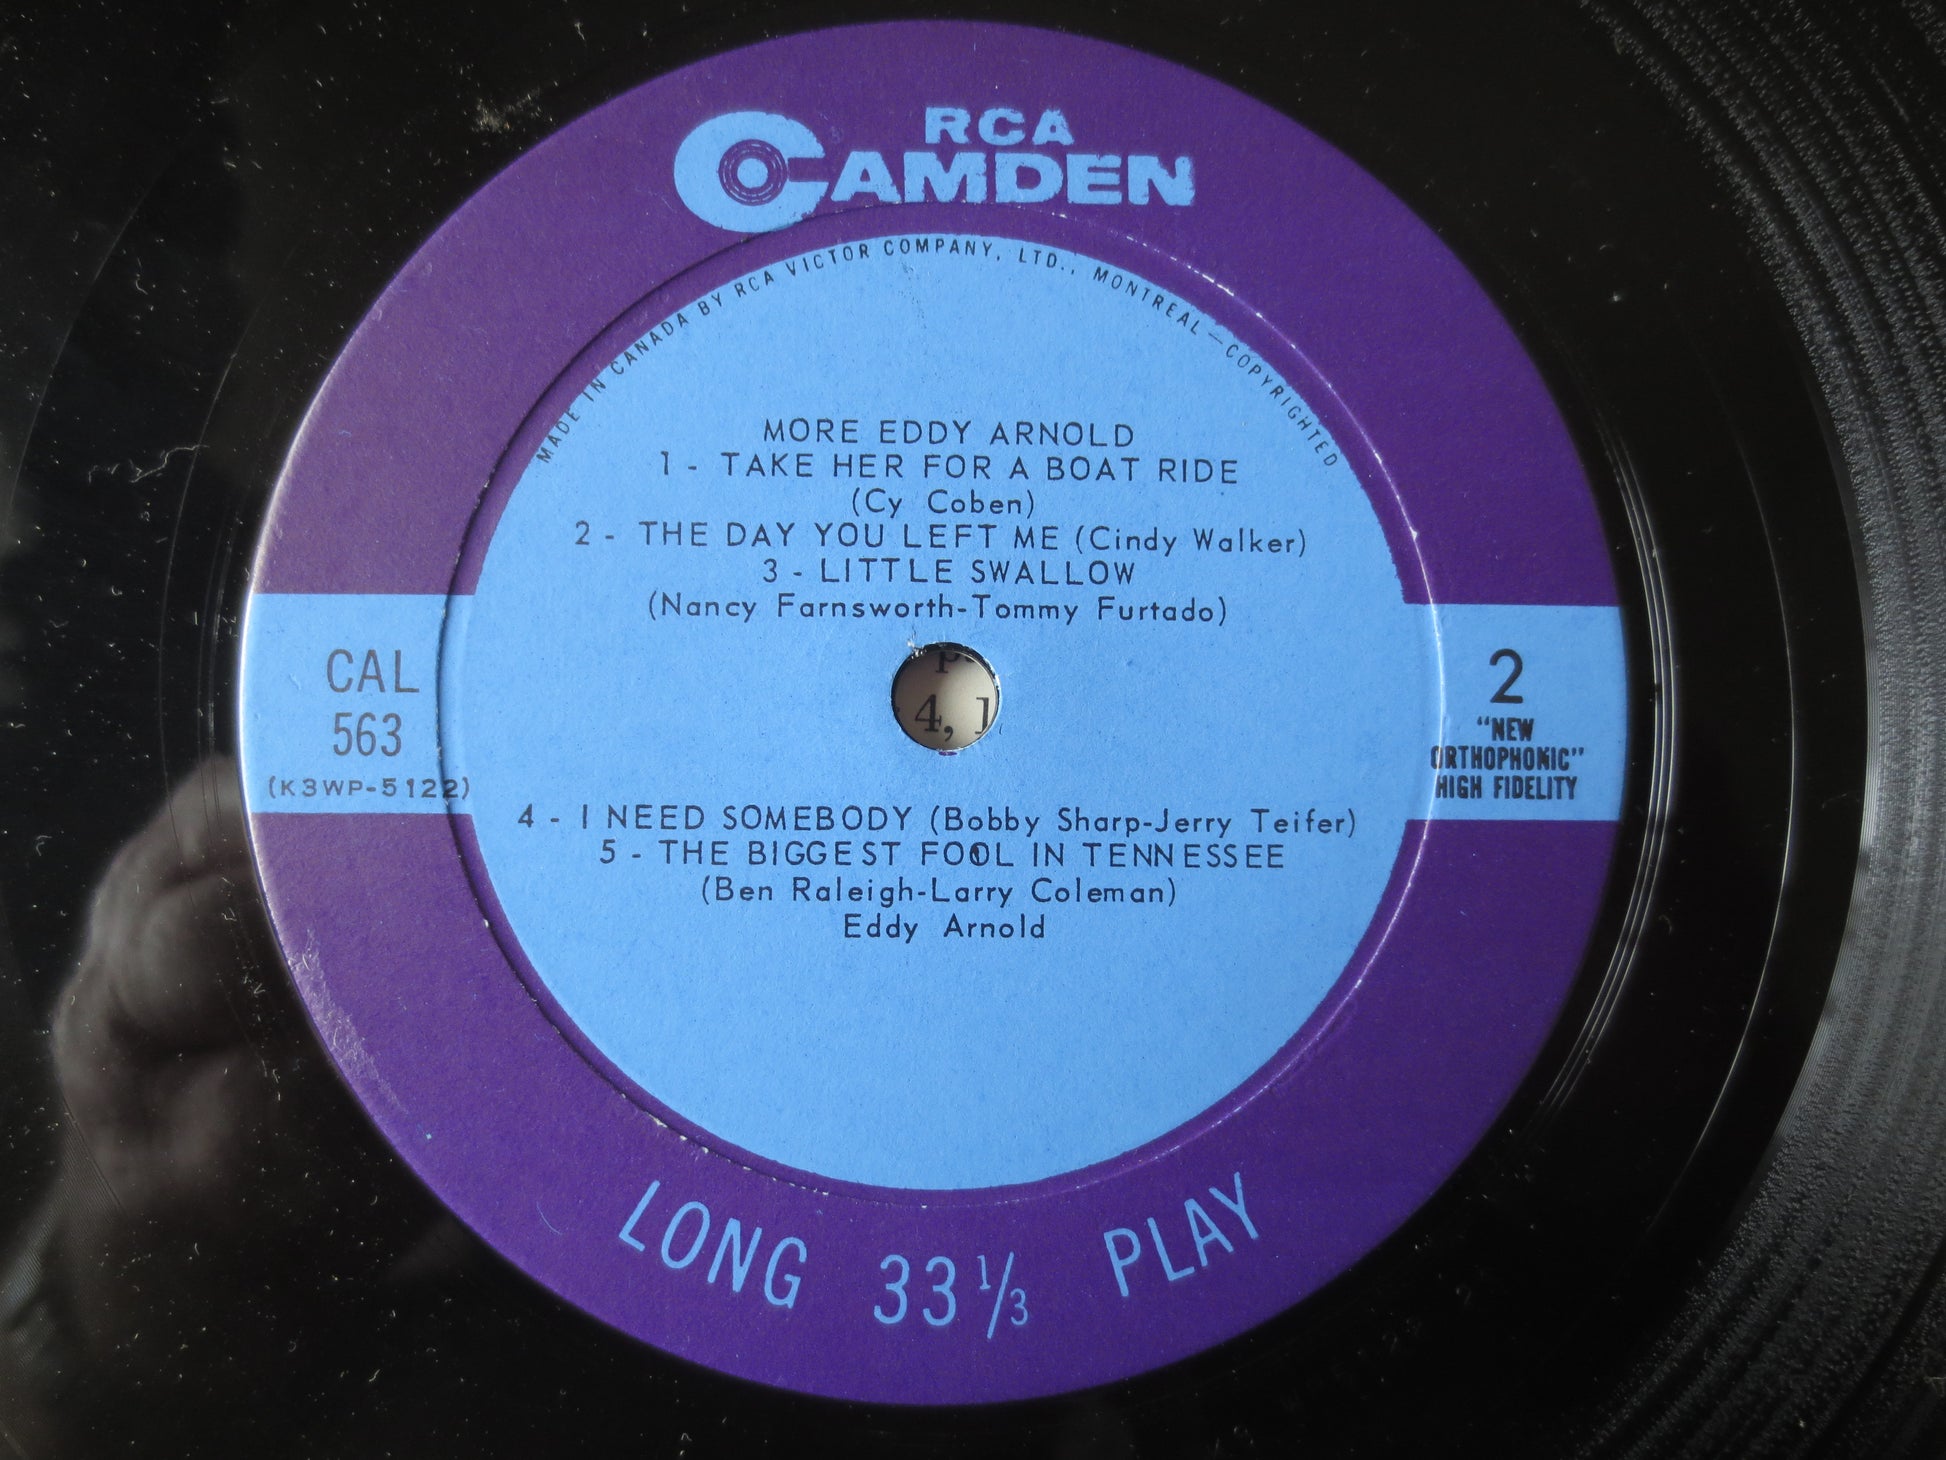 RCA
CAMDEN
MADE IN CANADA BY RCA VICTOR COMPANY, LTD., MONTREAL — COPYRIGHTED
MORE EDDY ARNOLD
1 - TAKE HER FOR A BOAT RIDE
(Cy Coben)
2 - THE DAY YOU LEFT ME (Cindy Walker)
3 - LITTLE SWALLOW
(Nancy Farnsworth-Tommy Furtado)
CAL
563
(K3WP-5122)
4,
2
"NEW
ORTHOPHONIC"
HIGH FIDELITY
4 - I NEED SOMEBODY (Bobby Sharp-Jerry Teifer)
5 - THE BIGGEST FOOL IN TENNESSEE
(Ben Raleigh-Larry Coleman)
Eddy Arnold
LONG 33 1/3 PLAY